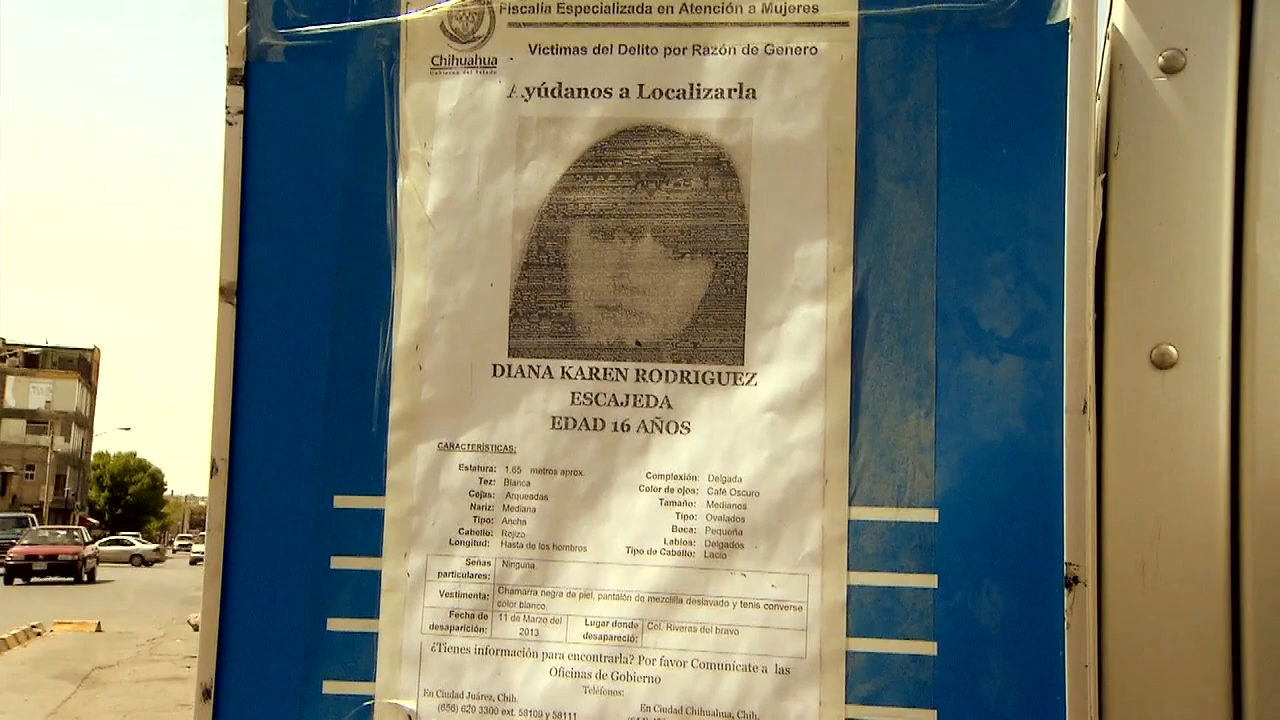 Fiscalía Especializada en Atención a Mujeres
Víctimas del Delito por Razón de Genero
Chihuahua
Gobierno del Estado
Ayúdanos a Localizarla
DIANA KAREN RODRIGUEZ
ESCAJEDA
EDAD 16 AÑOS
CARACTERÍSTICAS:
Estatura: 1.65 metros aprox.
Tez: Blanca
Cejas: Arqueadas
Nariz: Mediana
Tipo: Ancha
Cabello: Rojizo
Longitud: Hasta de los hombros
Complexión: Delgada
Color de ojos: Café Oscuro
Tamaño: Medianos
Tipo: Ovalados
Boca: Pequeña
Labios: Delgados
Tipo de Cabello: Lacio
Señas particulares: Ninguna
Vestimenta: Chamarra negra de piel, pantalón de mezclilla deslavado y tenis converse
color blanco.
Fecha de desaparición: 11 de Marzo del 2013
Lugar donde desapareció: Col. Riveras del bravo
¿Tienes información para encontrarla? Por favor Comunícate a las
Oficinas de Gobierno
Teléfonos:
En Ciudad Juárez, Chih.
(656) 629 3300 ext. 58109 y 58111
En Ciudad Chihuahua, Chih.